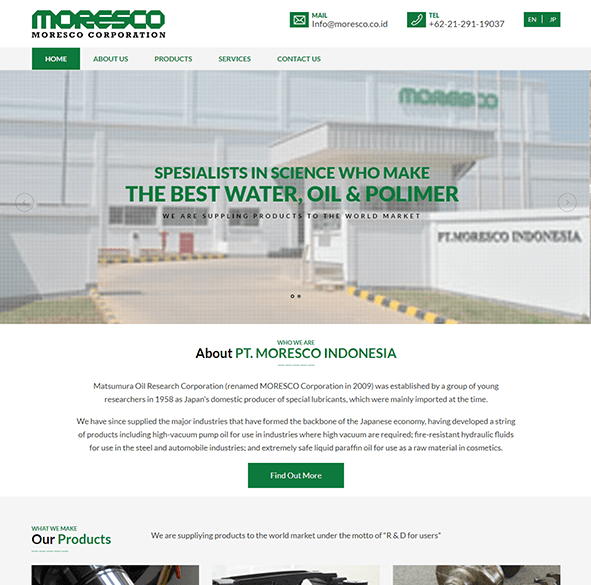 MORESCO
MORESCO CORPORATION
MAIL
Info@moresco.co.id
TEL
+62-21-291-19037
EN | JP
HOME
ABOUT US
PRODUCTS
SERVICES
CONTACT US
MORESCO
SPESIALISTS IN SCIENCE WHO MAKE
THE BEST WATER, OIL & POLIMER
WE ARE SUPPLING PRODUCTS TO THE WORLD MARKET
PT.MORESCO INDONESIA
WHO WE ARE
About PT. MORESCO INDONESIA
Matsumura Oil Research Corporation (renamed MORESCO Corporation in 2009) was established by a group of young
researchers in 1958 as Japan's domestic producer of special lubricants, which were mainly imported at the time.
We have since supplied the major industries that have formed the backbone of the Japanese economy, having developed a string
of products including high-vacuum pump oil for use in industries where high vacuum are required; fire-resistant hydraulic fluids
for use in the steel and automobile industries; and extremely safe liquid paraffin oil for use as a raw material in cosmetics.
Find Out More
WHAT WE MAKE
Our Products
We are suppliying products to the world market under the motto of "R & D for users"